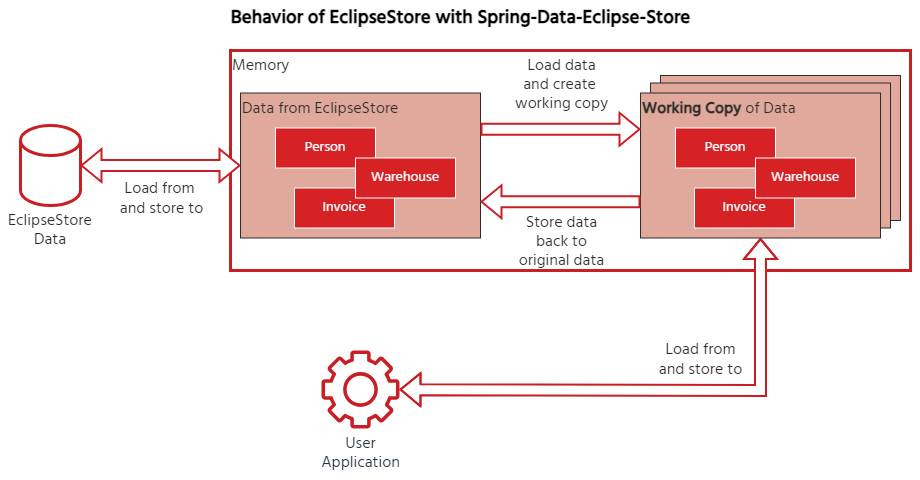 Behavior of EclipseStore with Spring-Data-Eclipse-Store
Memory
Load data
and create
working copy
Data from EclipseStore
Person
Warehouse
Invoice
Working Copy of Data
Person
Warehouse
Invoice
Load from
and store to
EclipseStore
Data
Store data
back to
original data
Load from
and store to
User
Application